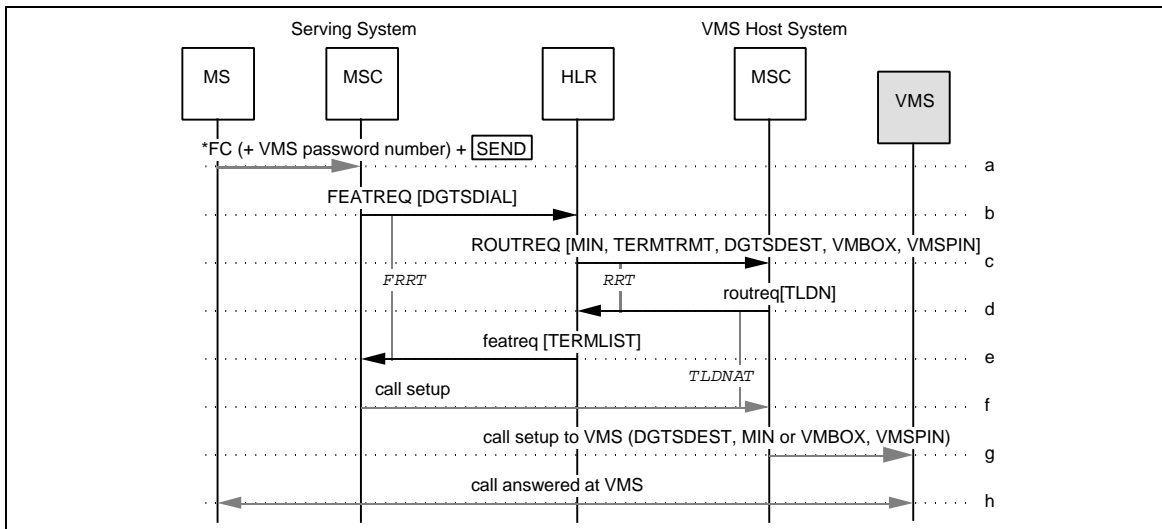 Serving System
VMS Host System
MS
MSC
HLR
MSC
VMS
*FC (+ VMS password number) + SEND
a
FEATREQ [DGTSDIAL]
b
ROUTREQ [MIN, TERMTRMT, DGTSDEST, VMBOX, VMSPIN]
c
FRRT
RRT
routreq[TLDN]
d
featreq [TERMLIST]
e
TLDNAT
call setup
f
call setup to VMS (DGTSDEST, MIN or VMBOX, VMSPIN)
g
call answered at VMS
h